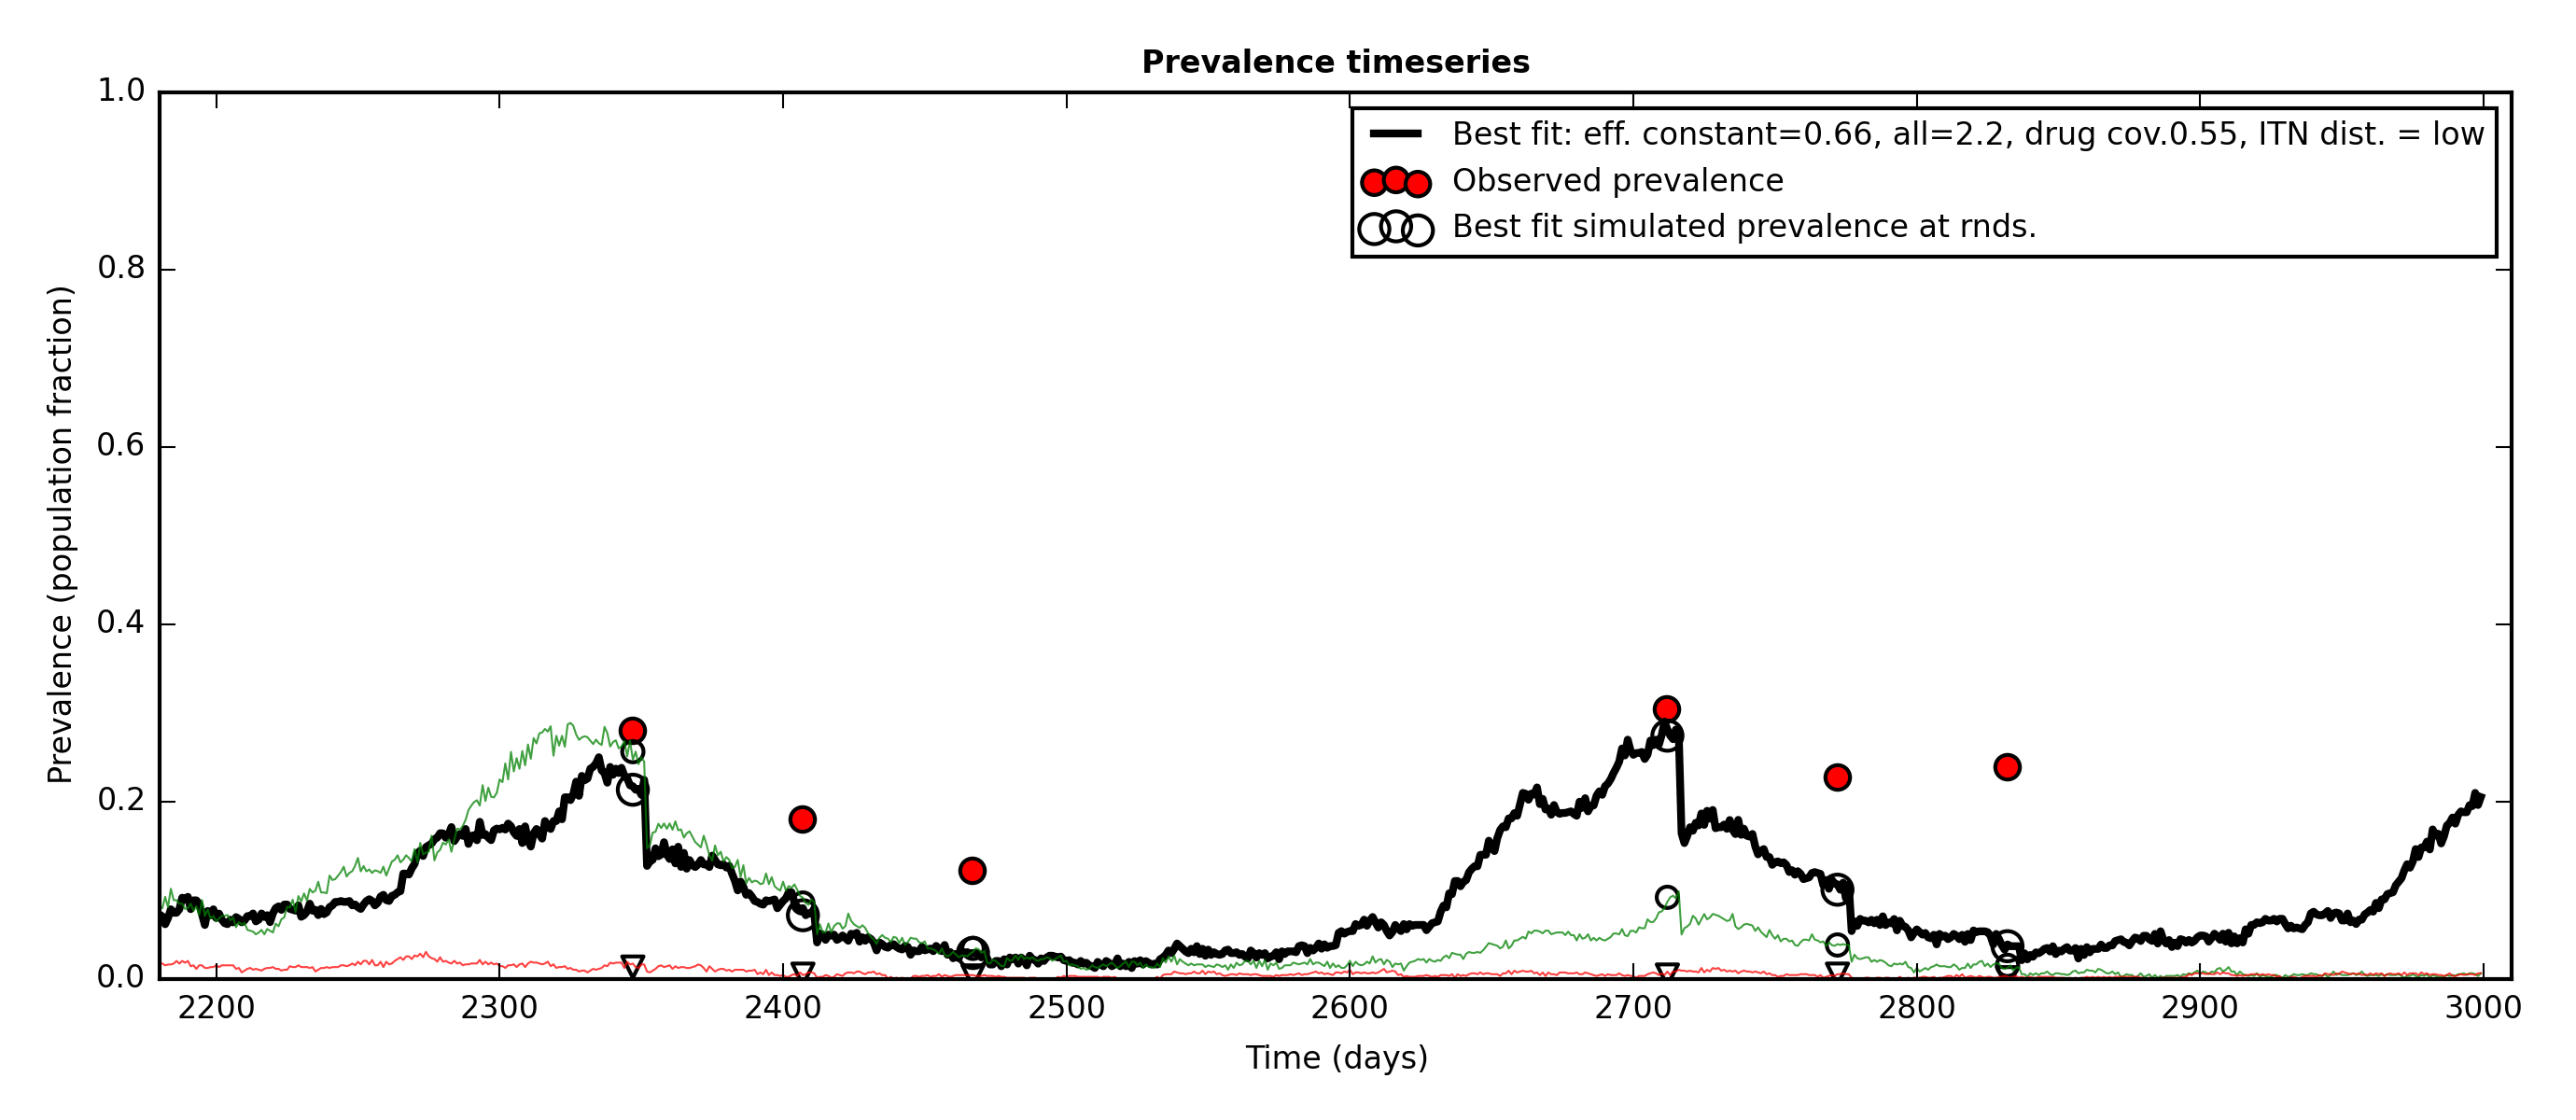 Prevalence timeseries
1.0
0.8
0.6
0.4
0.2
0.0
Prevalence (population fraction)
Best fit: eff. constant=0.66, all=2.2, drug cov.0.55, ITN dist. = low
Observed prevalence
Best fit simulated prevalence at rnds.
2200 2300 2400 2500 2600 2700 2800 2900 3000
Time (days)